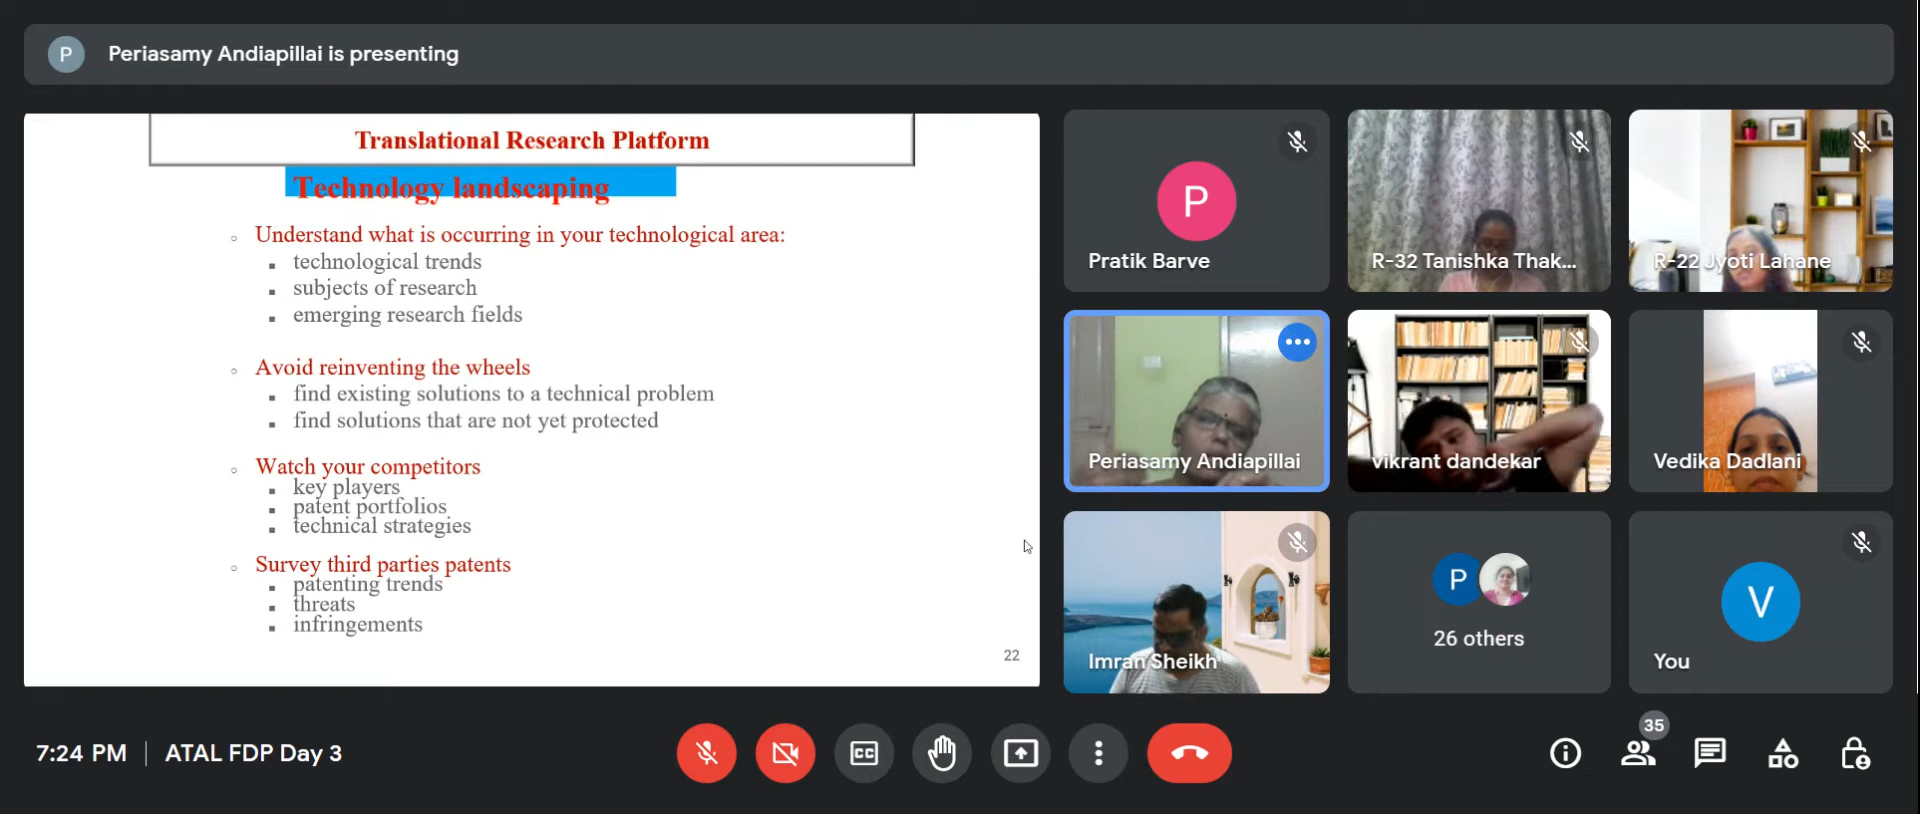 P
Periasamy Andiapillai is presenting
Translational Research Platform
Technology landscaping
Understand what is occurring in your technological area:
technological trends
subjects of research
emerging research fields
Avoid reinventing the wheels
find existing solutions to a technical problem
find solutions that are not yet protected
Watch your competitors
key players
patent portfolios
technical strategies
Survey third parties patents
patenting trends
threats
infringements
22
P
Pratik Barve
R-32 Tanishka Thak...
R-22 Jyoti Lahane
Periasamy Andiapillai
vikrant dandekar
Vedika Dadlani
Imran Sheikh
P
26 others
V
You
7:24 PM
ATAL FDP Day 3
CC
35